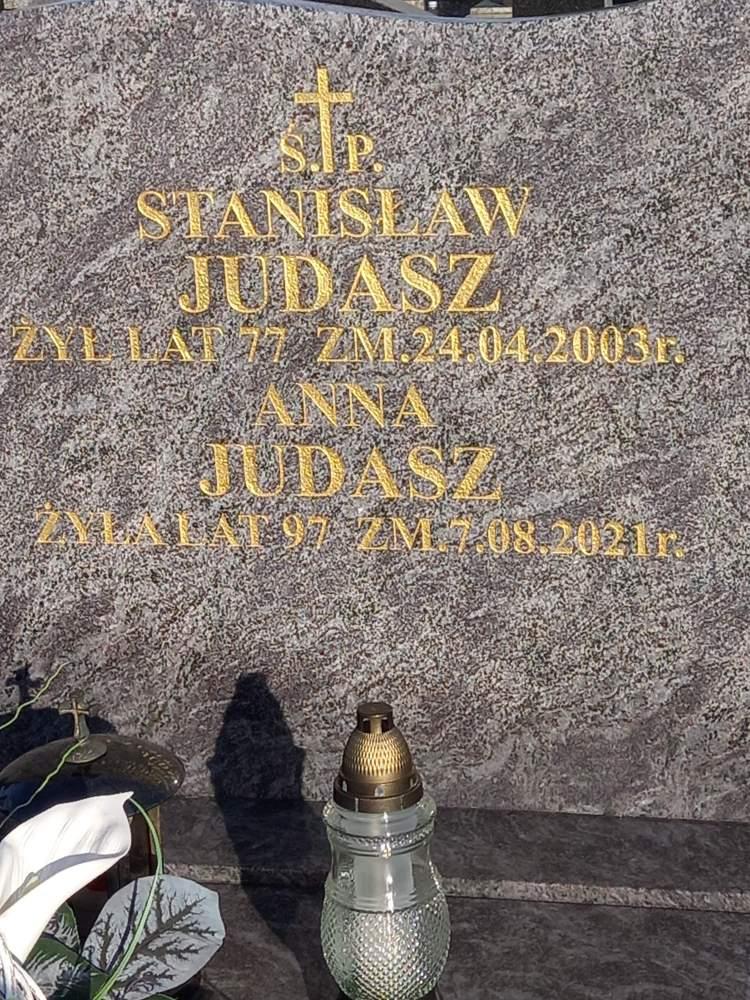 Ś.P.
STANISŁAW
JUDASZ
ŻYŁ LAT 77 ZM.24.04.2003r.
ANNA
JUDASZ
ŻYŁA LAT 97 ZM.7.08.2021r.